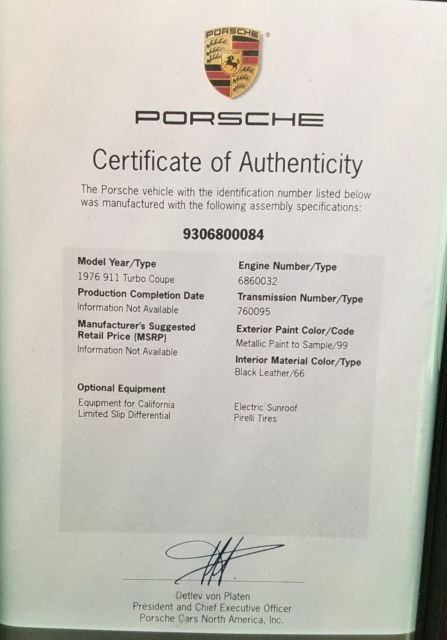 PORSCHE
PORSCHE
Certificate of Authenticity
The Porsche vehicle with the identification number listed below
was manufactured with the following assembly specifications:
9306800084
Model Year/Type
1976 911 Turbo Coupe
Production Completion Date
Information Not Available
Manufacturer's Suggested
Retail Price (MSRP)
Information Not Available
Engine Number/Type
6860032
Transmission Number/Type
760095
Exterior Paint Color/Code
Metallic Paint to Sample/99
Interior Material Color/Type
Black Leather/66
Optional Equipment
Equipment for California
Limited Slip Differential
Electric Sunroof
Pirelli Tires
Detlev von Platen
President and Chief Executive Officer
Porsche Cars North America, Inc.